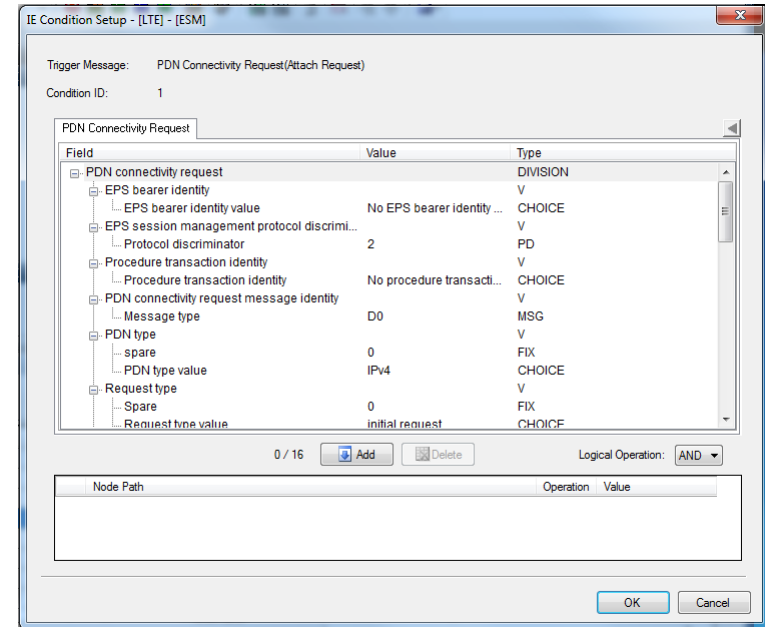 IE Condition Setup - [LTE] - [ESM]
Trigger Message: PDN Connectivity Request(Attach Request)
Condition ID: 1
PDN Connectivity Request
Field Value Type
PDN connectivity request DIVISION
EPS bearer identity V
EPS bearer identity value No EPS bearer identity ... CHOICE
EPS session management protocol discrimi... V
Protocol discriminator 2 PD
Procedure transaction identity V
Procedure transaction identity No procedure transacti... CHOICE
PDN connectivity request message identity V
Message type D0 MSG
PDN type V
spare 0 FIX
PDN type value IPv4 CHOICE
Request type V
Spare 0 FIX
Request type value initial request CHOICE
0 / 16 Add Delete Logical Operation: AND
Node Path Operation Value
OK Cancel